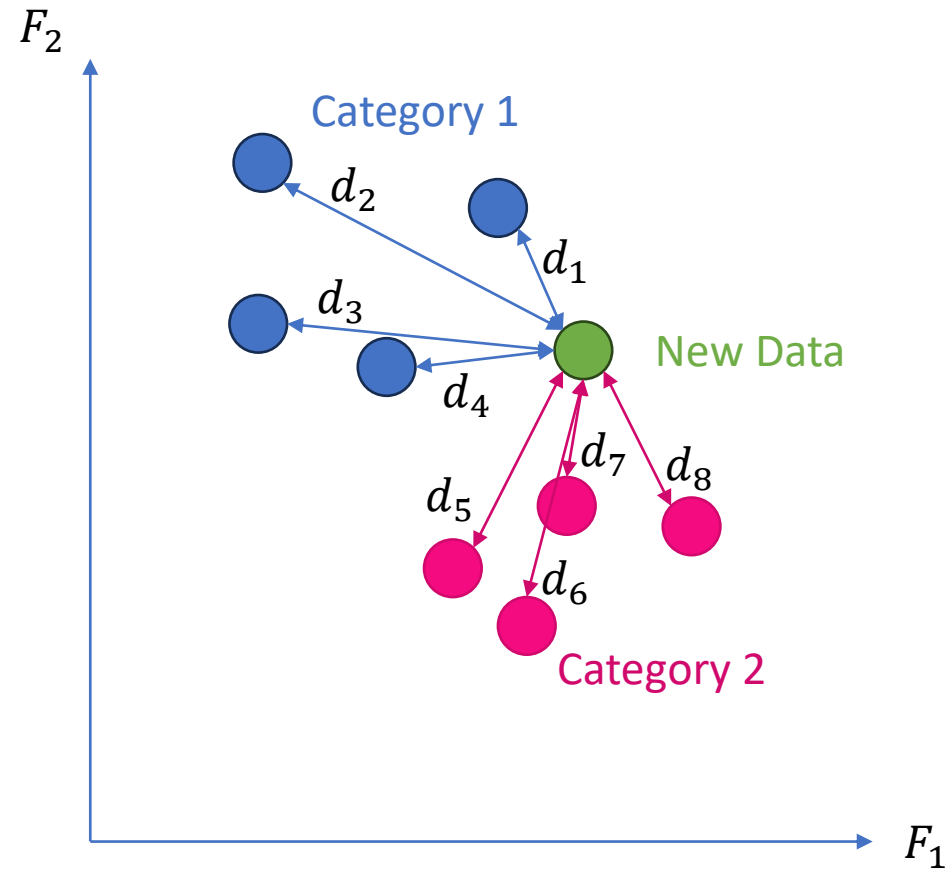 F₂
Category 1
d₂
d₁
d₃
New Data
d₄
d₇
d₈
d₅
d₆
Category 2
F₁